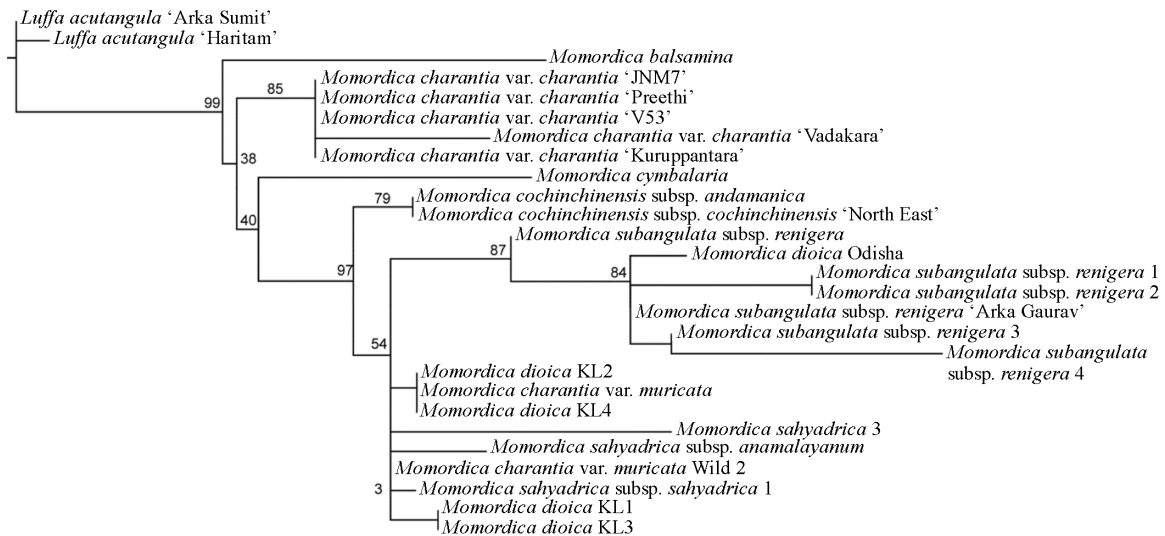 Luffa acutangula ‘Arka Sumit’
Luffa acutangula ‘Haritam’
Momordica balsamina
Momordica charantia var. charantia ‘JNM7’
85
Momordica charantia var. charantia ‘Preethi’
99
Momordica charantia var. charantia ‘V53’
Momordica charantia var. charantia ‘Vadakara’
38
Momordica charantia var. charantia ‘Kuruppantara’
Momordica cymbalaria
79
Momordica cochinchinensis subsp. andamanica
40
Momordica cochinchinensis subsp. cochinchinensis ‘North East’
Momordica subangulata subsp. renigera
87
Momordica dioica Odisha
97
84
Momordica subangulata subsp. renigera 1
Momordica subangulata subsp. renigera 2
Momordica subangulata subsp. renigera ‘Arka Gaurav’
Momordica subangulata subsp. renigera 3
54
Momordica subangulata
subsp. renigera 4
Momordica dioica KL2
Momordica charantia var. muricata
Momordica dioica KL4
Momordica sahyadrica 3
Momordica sahyadrica subsp. anamalayanum
Momordica charantia var. muricata Wild 2
3
Momordica sahyadrica subsp. sahyadrica 1
Momordica dioica KL1
Momordica dioica KL3